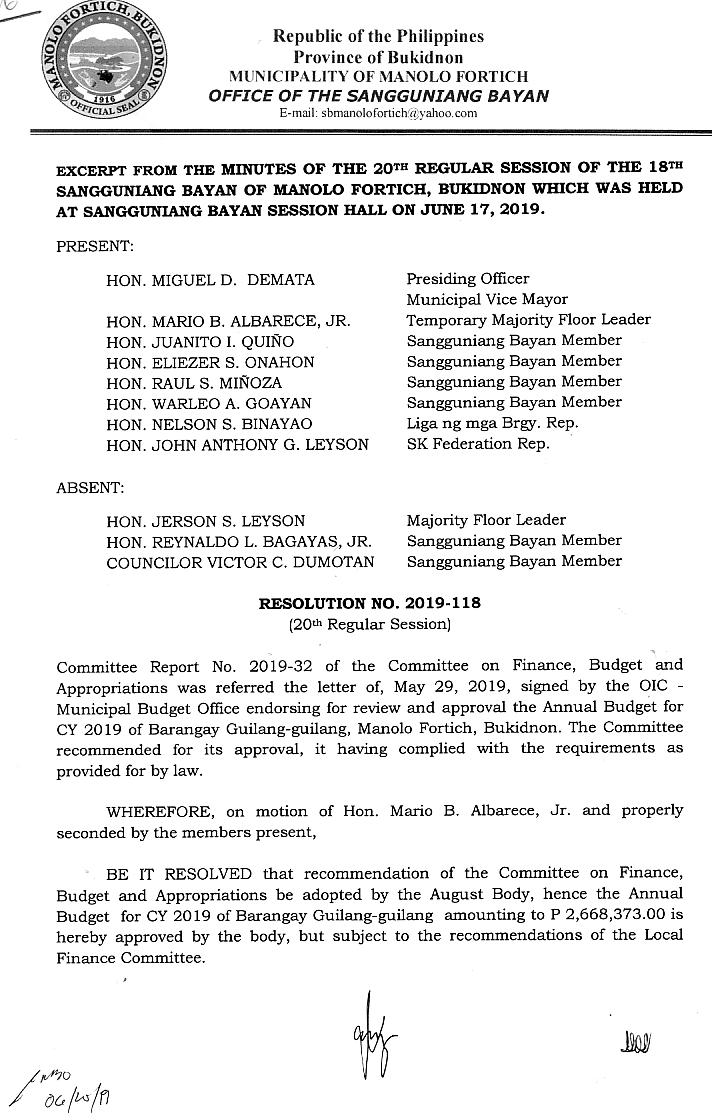 MANOLO FORTICH, BUKIDNON
1916
OFFICIAL SEAL
Republic of the Philippines
Province of Bukidnon
MUNICIPALITY OF MANOLO FORTICH
OFFICE OF THE SANGGUNIANG BAYAN
E-mail: sbmanolofortich@yahoo.com
EXCERPT FROM THE MINUTES OF THE 20TH REGULAR SESSION OF THE 18TH
SANGGUNIANG BAYAN OF MANOLO FORTICH, BUKIDNON WHICH WAS HELD
AT SANGGUNIANG BAYAN SESSION HALL ON JUNE 17, 2019.
PRESENT:
HON. MIGUEL D. DEMATA Presiding Officer
Municipal Vice Mayor
HON. MARIO B. ALBARECE, JR. Temporary Majority Floor Leader
HON. JUANITO I. QUIÑO Sangguniang Bayan Member
HON. ELIEZER S. ONAHON Sangguniang Bayan Member
HON. RAUL S. MIÑOZA Sangguniang Bayan Member
HON. WARLEO A. GOAYAN Sangguniang Bayan Member
HON. NELSON S. BINAYAO Liga ng mga Brgy. Rep.
HON. JOHN ANTHONY G. LEYSON SK Federation Rep.
ABSENT:
HON. JERSON S. LEYSON Majority Floor Leader
HON. REYNALDO L. BAGAYAS, JR. Sangguniang Bayan Member
COUNCILOR VICTOR C. DUMOTAN Sangguniang Bayan Member
RESOLUTION NO. 2019-118
(20th Regular Session)
Committee Report No. 2019-32 of the Committee on Finance, Budget and
Appropriations was referred the letter of, May 29, 2019, signed by the OIC -
Municipal Budget Office endorsing for review and approval the Annual Budget for
CY 2019 of Barangay Guilang-guilang, Manolo Fortich, Bukidnon. The Committee
recommended for its approval, it having complied with the requirements as
provided for by law.
WHEREFORE, on motion of Hon. Mario B. Albarece, Jr. and properly
seconded by the members present,
BE IT RESOLVED that recommendation of the Committee on Finance,
Budget and Appropriations be adopted by the August Body, hence the Annual
Budget for CY 2019 of Barangay Guilang-guilang amounting to P 2,668,373.00 is
hereby approved by the body, but subject to the recommendations of the Local
Finance Committee.
06/20/19